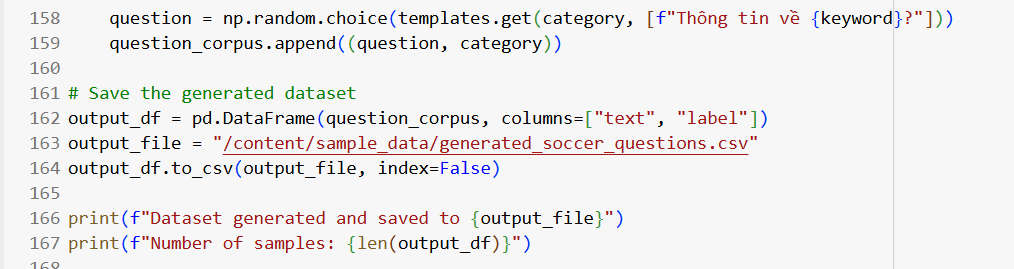 158 question = np.random.choice(templates.get(category, [f"Thông tin về {keyword}?"]))
159 question_corpus.append((question, category))
160
161 # Save the generated dataset
162 output_df = pd.DataFrame(question_corpus, columns=["text", "label"])
163 output_file = "/content/sample_data/generated_soccer_questions.csv"
164 output_df.to_csv(output_file, index=False)
165
166 print(f"Dataset generated and saved to {output_file}")
167 print(f"Number of samples: {len(output_df)}")
168